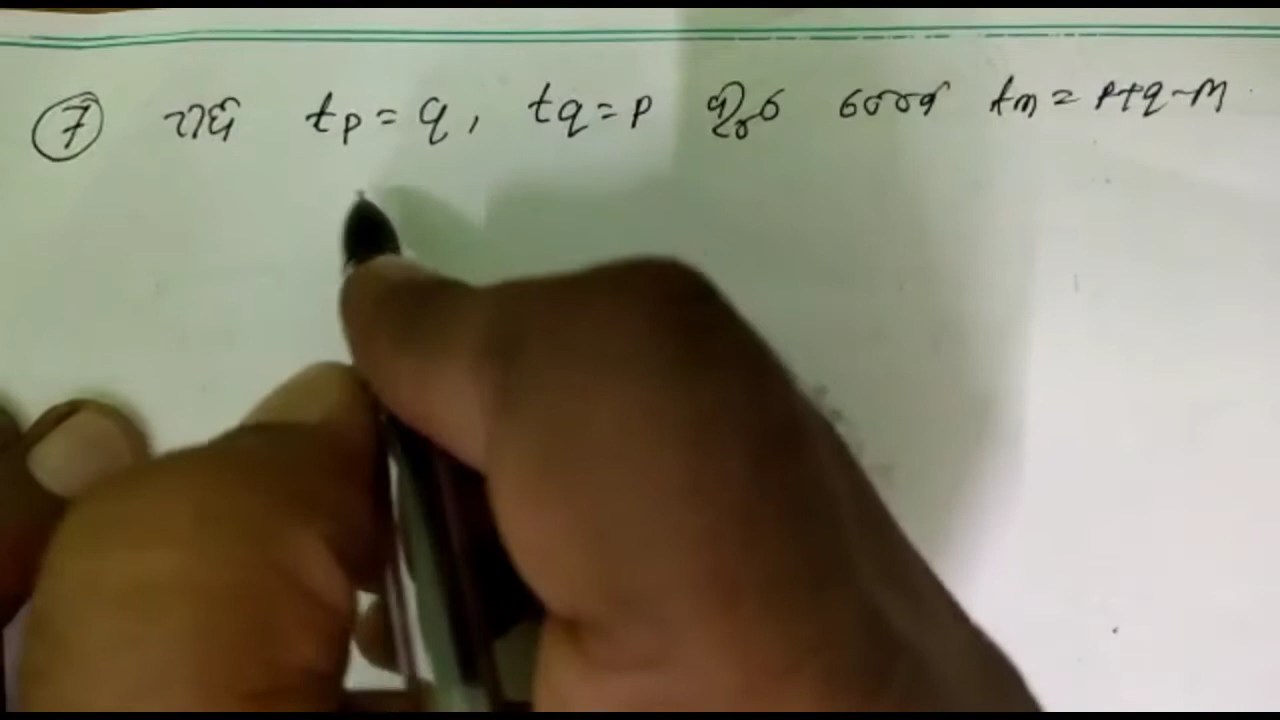 7 ଯଦି tp = q, tq = p ହୁଏ ଦେଖାଅ tm = p+q-m